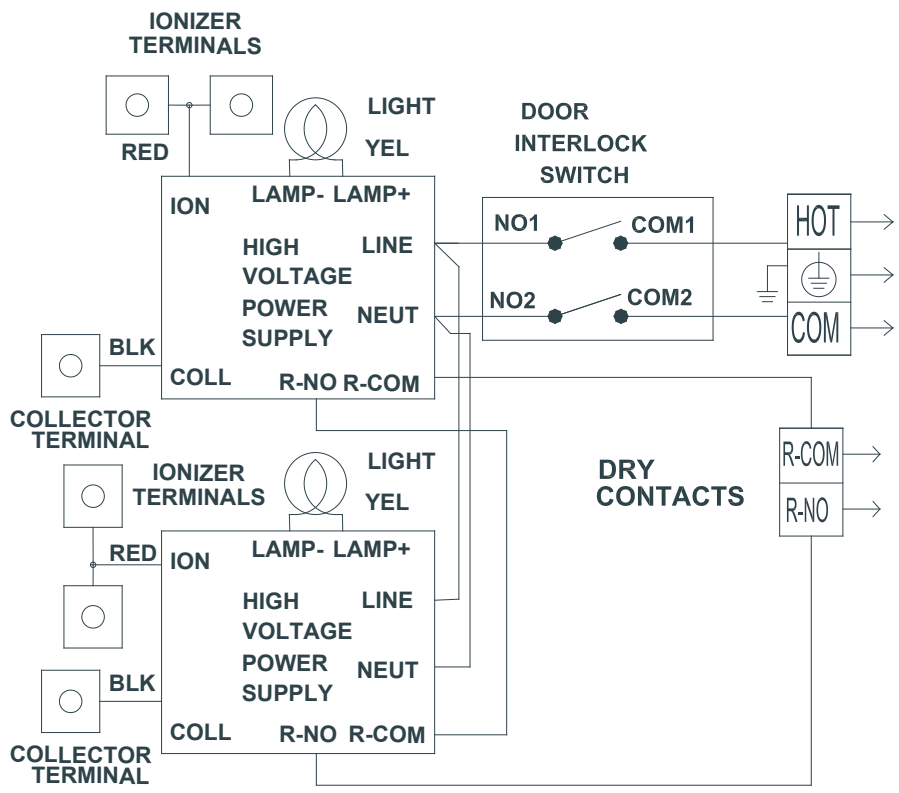 IONIZER
TERMINALS
RED
LIGHT
YEL
DOOR
INTERLOCK
SWITCH
ION
LAMP- LAMP+
HIGH
VOLTAGE
POWER
SUPPLY
LINE
NEUT
NO1
COM1
NO2
COM2
HOT
COM
BLK
COLL
R-NO R-COM
COLLECTOR
TERMINAL
IONIZER
TERMINALS
RED
LIGHT
YEL
DRY
CONTACTS
R-COM
R-NO
ION
LAMP- LAMP+
HIGH
VOLTAGE
POWER
SUPPLY
LINE
NEUT
BLK
COLL
R-NO R-COM
COLLECTOR
TERMINAL